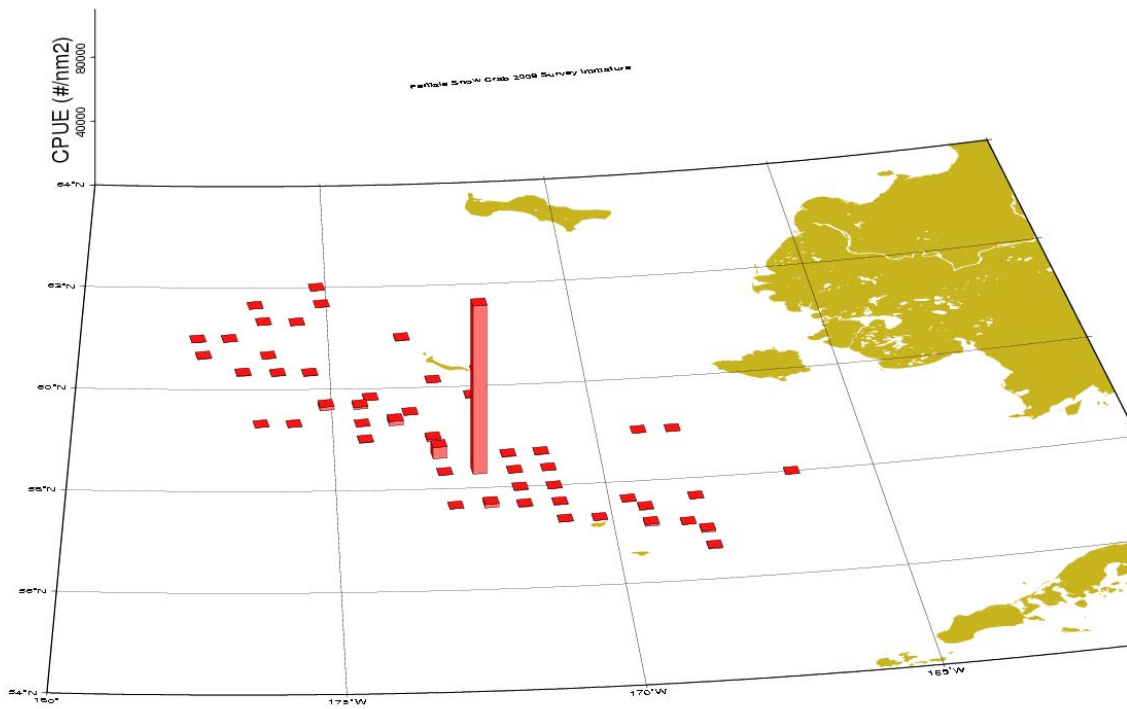 Female Snow Crab 2009 Survey Immature
CPUE (#/nm2)
80000
40000
64°N
62°N
60°N
58°N
56°N
54°N
180°
175°W
170°W
165°W